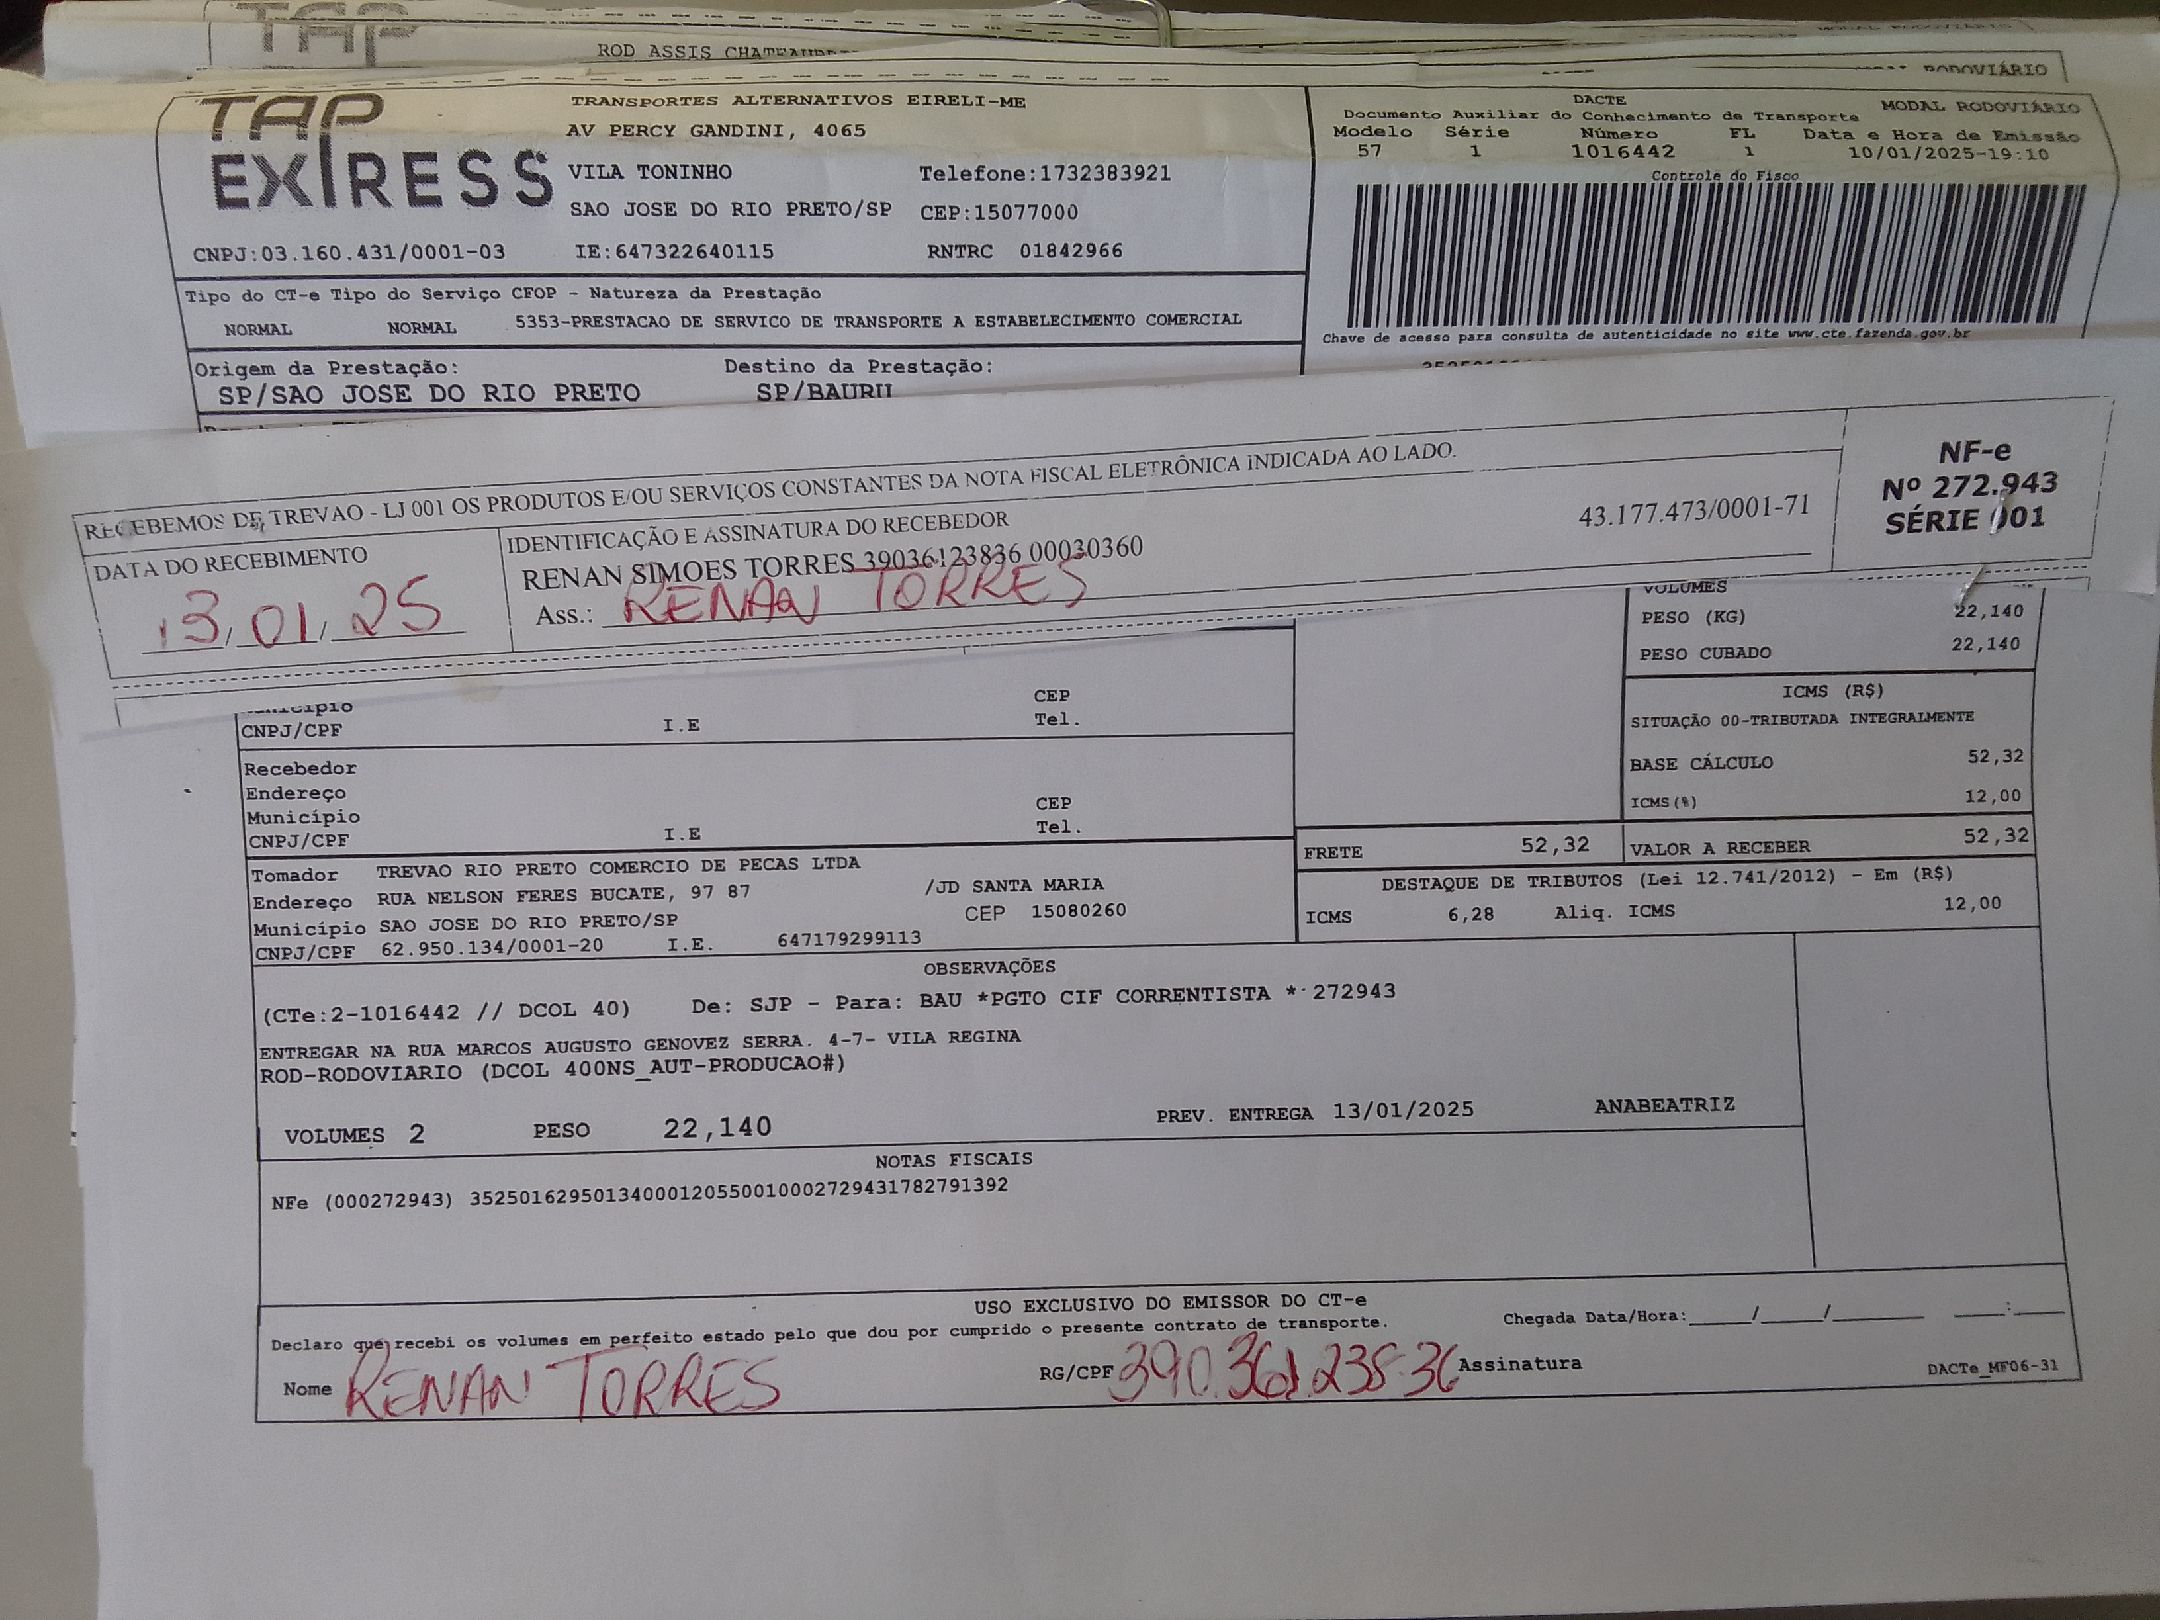 TAP
ROD ASSIS
RODOVIÁRIO
TAP
EXPRESS
TRANSPORTES ALTERNATIVOS EIRELI-ME
AV PERCY GANDINI, 4065
VILA TONINHO Telefone:1732383921
SAO JOSE DO RIO PRETO/SP CEP:15077000
CNPJ:03.160.431/0001-03 IE:647322640115 RNTRC 01842966
DACTE MODAL RODOVIÁRIO
Documento Auxiliar do Conhecimento de Transporte
Modelo Série Número FL Data e Hora de Emissão
57 1 1016442 1 10/01/2025-19:10
Controle do Fisco
Chave de acesso para consulta de autenticidade no site www.cte.fazenda.gov.br
Tipo do CT-e Tipo do Serviço CFOP - Natureza da Prestação
NORMAL NORMAL 5353-PRESTACAO DE SERVICO DE TRANSPORTE A ESTABELECIMENTO COMERCIAL
Origem da Prestação: Destino da Prestação:
SP/SAO JOSE DO RIO PRETO SP/BAURU
RECEBEMOS DE TREVAO - LJ 001 OS PRODUTOS E/OU SERVIÇOS CONSTANTES DA NOTA FISCAL ELETRÔNICA INDICADA AO LADO.
DATA DO RECEBIMENTO
13/01/25
IDENTIFICAÇÃO E ASSINATURA DO RECEBEDOR
RENAN SIMOES TORRES 39036123836 00030360
43.177.473/0001-71
Ass.: RENAN TORRES
NF-e
Nº 272.943
SÉRIE 001
VOLUMES
PESO (KG) 22,140
PESO CUBADO 22,140
ICMS (R$)
SITUAÇÃO 00-TRIBUTADA INTEGRALMENTE
BASE CÁLCULO 52,32
ICMS(%) 12,00
FRETE 52,32 VALOR A RECEBER 52,32
DESTAQUE DE TRIBUTOS (Lei 12.741/2012) - Em (R$)
ICMS 6,28 Aliq. ICMS 12,00
Município CEP
CNPJ/CPF I.E Tel.
Recebedor
Endereço
Município CEP
CNPJ/CPF I.E Tel.
Tomador TREVAO RIO PRETO COMERCIO DE PECAS LTDA
Endereço RUA NELSON FERES BUCATE, 97 87 /JD SANTA MARIA
Município SAO JOSE DO RIO PRETO/SP CEP 15080260
CNPJ/CPF 62.950.134/0001-20 I.E. 647179299113
OBSERVAÇÕES
(CTe:2-1016442 // DCOL 40) De: SJP - Para: BAU *PGTO CIF CORRENTISTA * 272943
ENTREGAR NA RUA MARCOS AUGUSTO GENOVEZ SERRA. 4-7- VILA REGINA
ROD-RODOVIARIO (DCOL 400NS_AUT-PRODUCAO#)
VOLUMES 2 PESO 22,140 PREV. ENTREGA 13/01/2025 ANABEATRIZ
NOTAS FISCAIS
NFe (000272943) 35250162950134000120550010002729431782791392
USO EXCLUSIVO DO EMISSOR DO CT-e
Declaro que recebi os volumes em perfeito estado pelo que dou por cumprido o presente contrato de transporte.
Chegada Data/Hora:_____/_____/_______ ____:____
Nome RENAN TORRES RG/CPF 390.361.238-36 Assinatura
DACTe_MF06-31